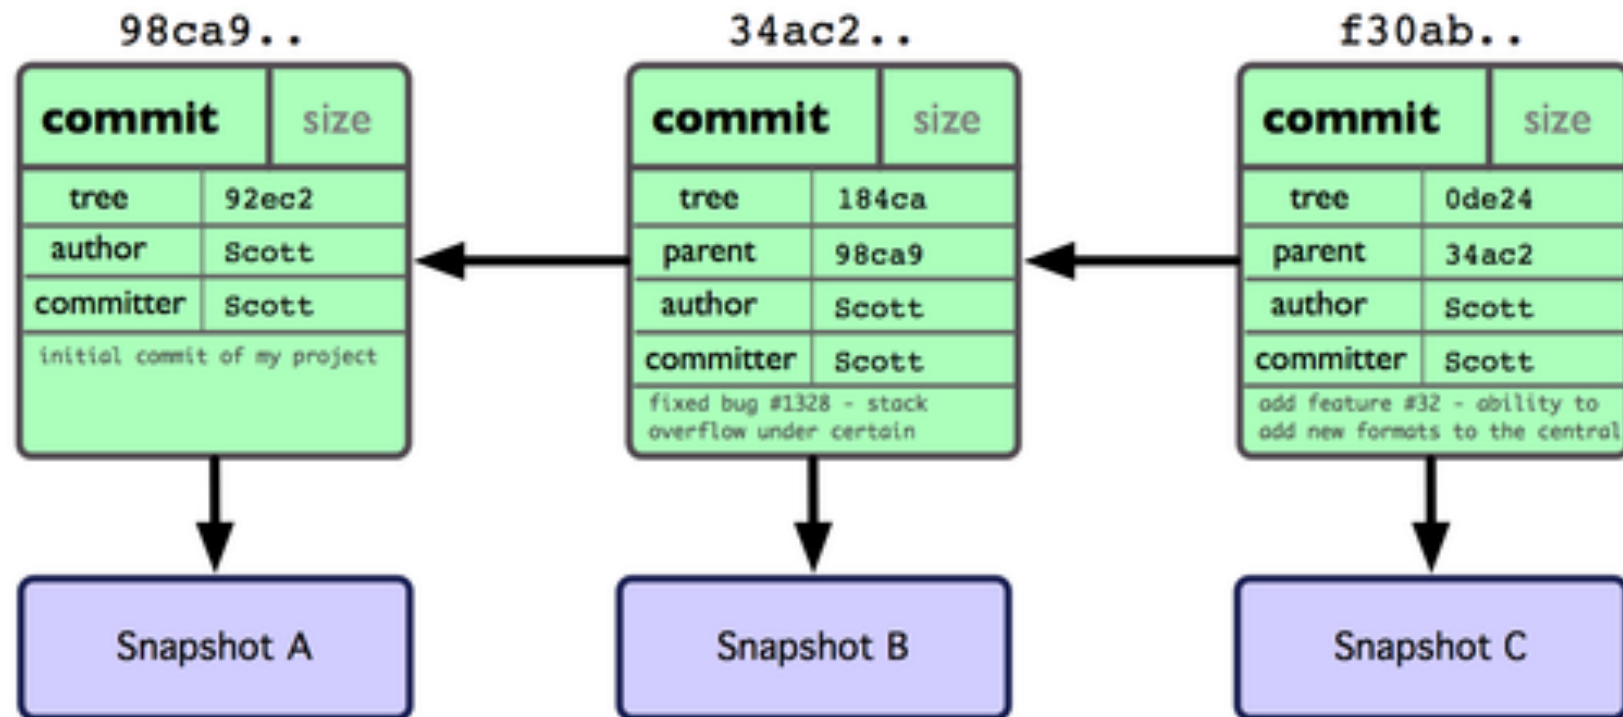 98ca9..
commit size
tree 92ec2
author Scott
committer Scott
initial commit of my project
Snapshot A
34ac2..
commit size
tree 184ca
parent 98ca9
author Scott
committer Scott
fixed bug #1328 - stack
overflow under certain
Snapshot B
f30ab..
commit size
tree 0de24
parent 34ac2
author Scott
committer Scott
add feature #32 - ability to
add new formats to the central
Snapshot C